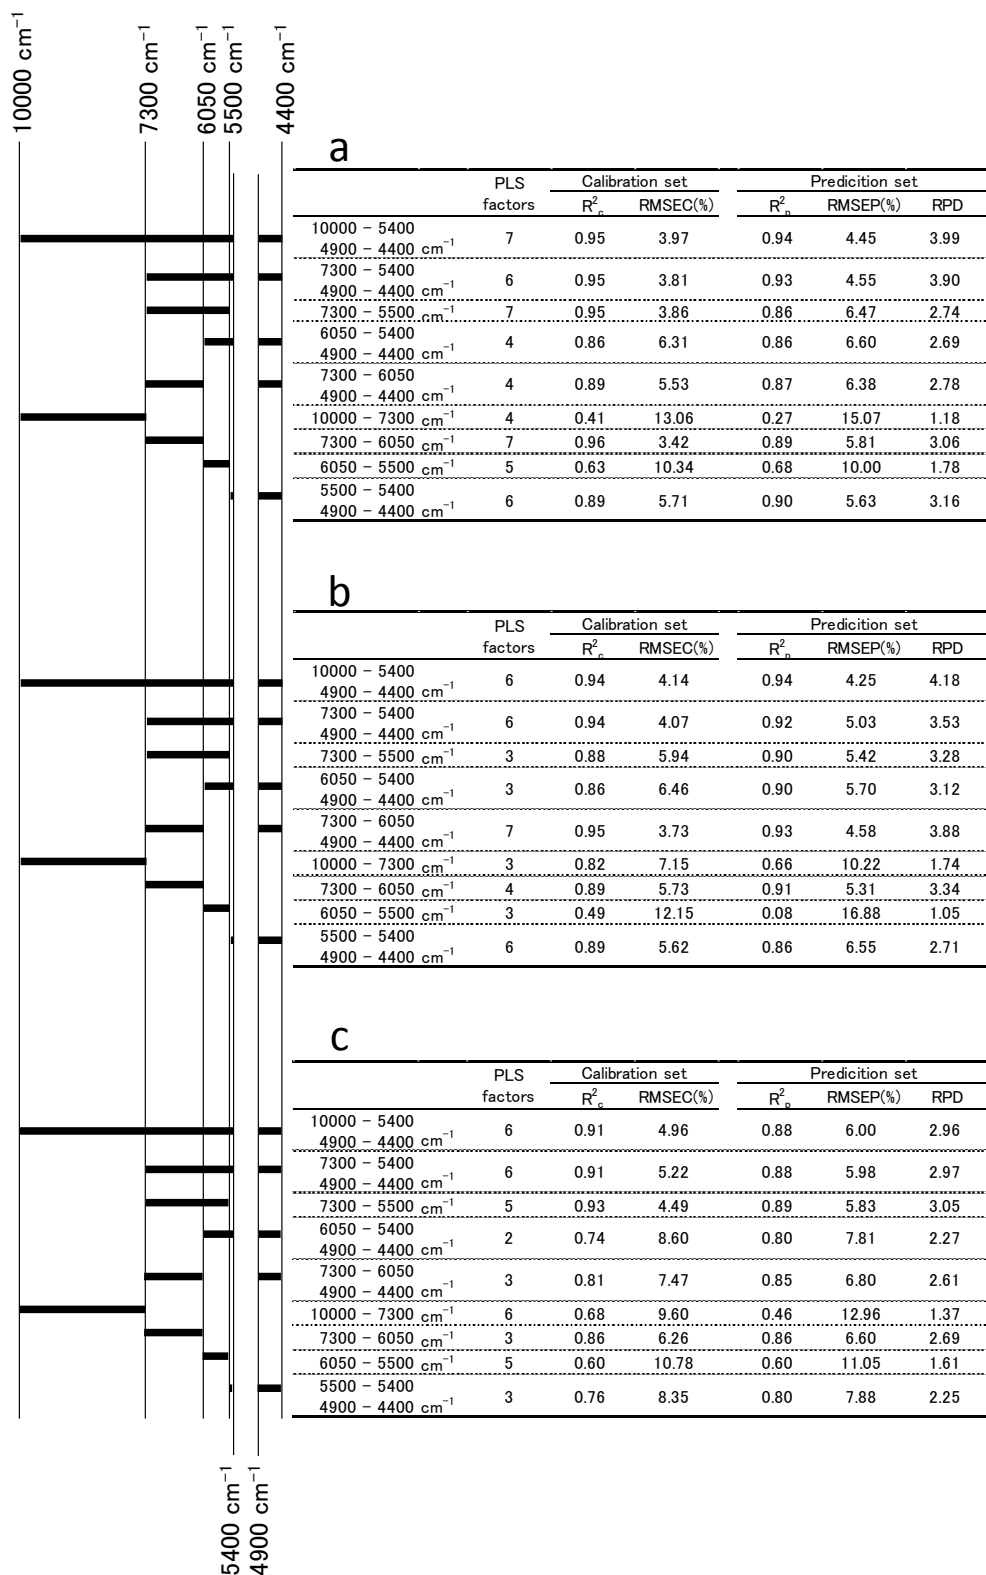 10000 cm⁻¹
7300 cm⁻¹
6050 cm⁻¹
5500 cm⁻¹
4400 cm⁻¹
a
PLS Calibration set Predicition set
factors R²c RMSEC(%) R²p RMSEP(%) RPD
10000 - 5400
4900 - 4400 cm⁻¹ 7 0.95 3.97 0.94 4.45 3.99
7300 - 5400
4900 - 4400 cm⁻¹ 6 0.95 3.81 0.93 4.55 3.90
7300 - 5500 cm⁻¹ 7 0.95 3.86 0.86 6.47 2.74
6050 - 5400
4900 - 4400 cm⁻¹ 4 0.86 6.31 0.86 6.60 2.69
7300 - 6050
4900 - 4400 cm⁻¹ 4 0.89 5.53 0.87 6.38 2.78
10000 - 7300 cm⁻¹ 4 0.41 13.06 0.27 15.07 1.18
7300 - 6050 cm⁻¹ 7 0.96 3.42 0.89 5.81 3.06
6050 - 5500 cm⁻¹ 5 0.63 10.34 0.68 10.00 1.78
5500 - 5400
4900 - 4400 cm⁻¹ 6 0.89 5.71 0.90 5.63 3.16
b
PLS Calibration set Predicition set
factors R²c RMSEC(%) R²p RMSEP(%) RPD
10000 - 5400
4900 - 4400 cm⁻¹ 6 0.94 4.14 0.94 4.25 4.18
7300 - 5400
4900 - 4400 cm⁻¹ 6 0.94 4.07 0.92 5.03 3.53
7300 - 5500 cm⁻¹ 3 0.88 5.94 0.90 5.42 3.28
6050 - 5400
4900 - 4400 cm⁻¹ 3 0.86 6.46 0.90 5.70 3.12
7300 - 6050
4900 - 4400 cm⁻¹ 7 0.95 3.73 0.93 4.58 3.88
10000 - 7300 cm⁻¹ 3 0.82 7.15 0.66 10.22 1.74
7300 - 6050 cm⁻¹ 4 0.89 5.73 0.91 5.31 3.34
6050 - 5500 cm⁻¹ 3 0.49 12.15 0.08 16.88 1.05
5500 - 5400
4900 - 4400 cm⁻¹ 6 0.89 5.62 0.86 6.55 2.71
c
PLS Calibration set Predicition set
factors R²c RMSEC(%) R²p RMSEP(%) RPD
10000 - 5400
4900 - 4400 cm⁻¹ 6 0.91 4.96 0.88 6.00 2.96
7300 - 5400
4900 - 4400 cm⁻¹ 6 0.91 5.22 0.88 5.98 2.97
7300 - 5500 cm⁻¹ 5 0.93 4.49 0.89 5.83 3.05
6050 - 5400
4900 - 4400 cm⁻¹ 2 0.74 8.60 0.80 7.81 2.27
7300 - 6050
4900 - 4400 cm⁻¹ 3 0.81 7.47 0.85 6.80 2.61
10000 - 7300 cm⁻¹ 6 0.68 9.60 0.46 12.96 1.37
7300 - 6050 cm⁻¹ 3 0.86 6.26 0.86 6.60 2.69
6050 - 5500 cm⁻¹ 5 0.60 10.78 0.60 11.05 1.61
5500 - 5400
4900 - 4400 cm⁻¹ 3 0.76 8.35 0.80 7.88 2.25
5400 cm⁻¹
4900 cm⁻¹